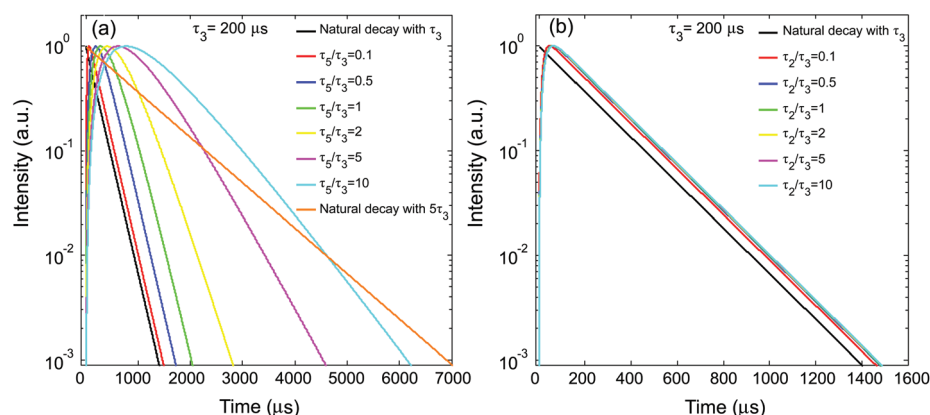 (a)
τ3= 200 μs
Natural decay with τ3
τ5/τ3=0.1
τ5/τ3=0.5
τ5/τ3=1
τ5/τ3=2
τ5/τ3=5
τ5/τ3=10
Natural decay with 5τ3
Intensity (a.u.)
10^0
10^-1
10^-2
10^-3
0 1000 2000 3000 4000 5000 6000 7000
Time (μs)
(b)
τ3= 200 μs
Natural decay with τ3
τ2/τ3=0.1
τ2/τ3=0.5
τ2/τ3=1
τ2/τ3=2
τ2/τ3=5
τ2/τ3=10
Intensity (a.u.)
10^0
10^-1
10^-2
10^-3
0 200 400 600 800 1000 1200 1400 1600
Time (μs)